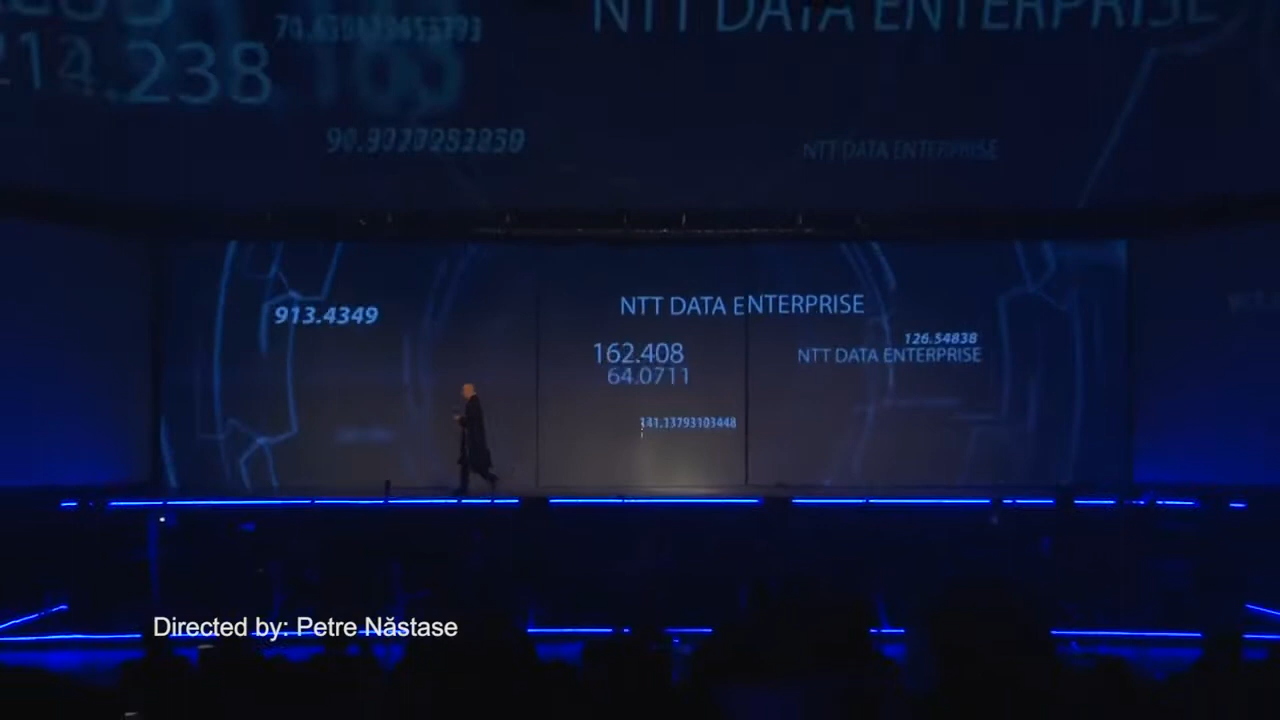 NTT DATA ENTERPRISE
214.238
NTT DATA ENTERPRISE
913.4349
NTT DATA ENTERPRISE
126.54838
162.408
NTT DATA ENTERPRISE
64.0711
141.13793103448
Directed by: Petre Năstase